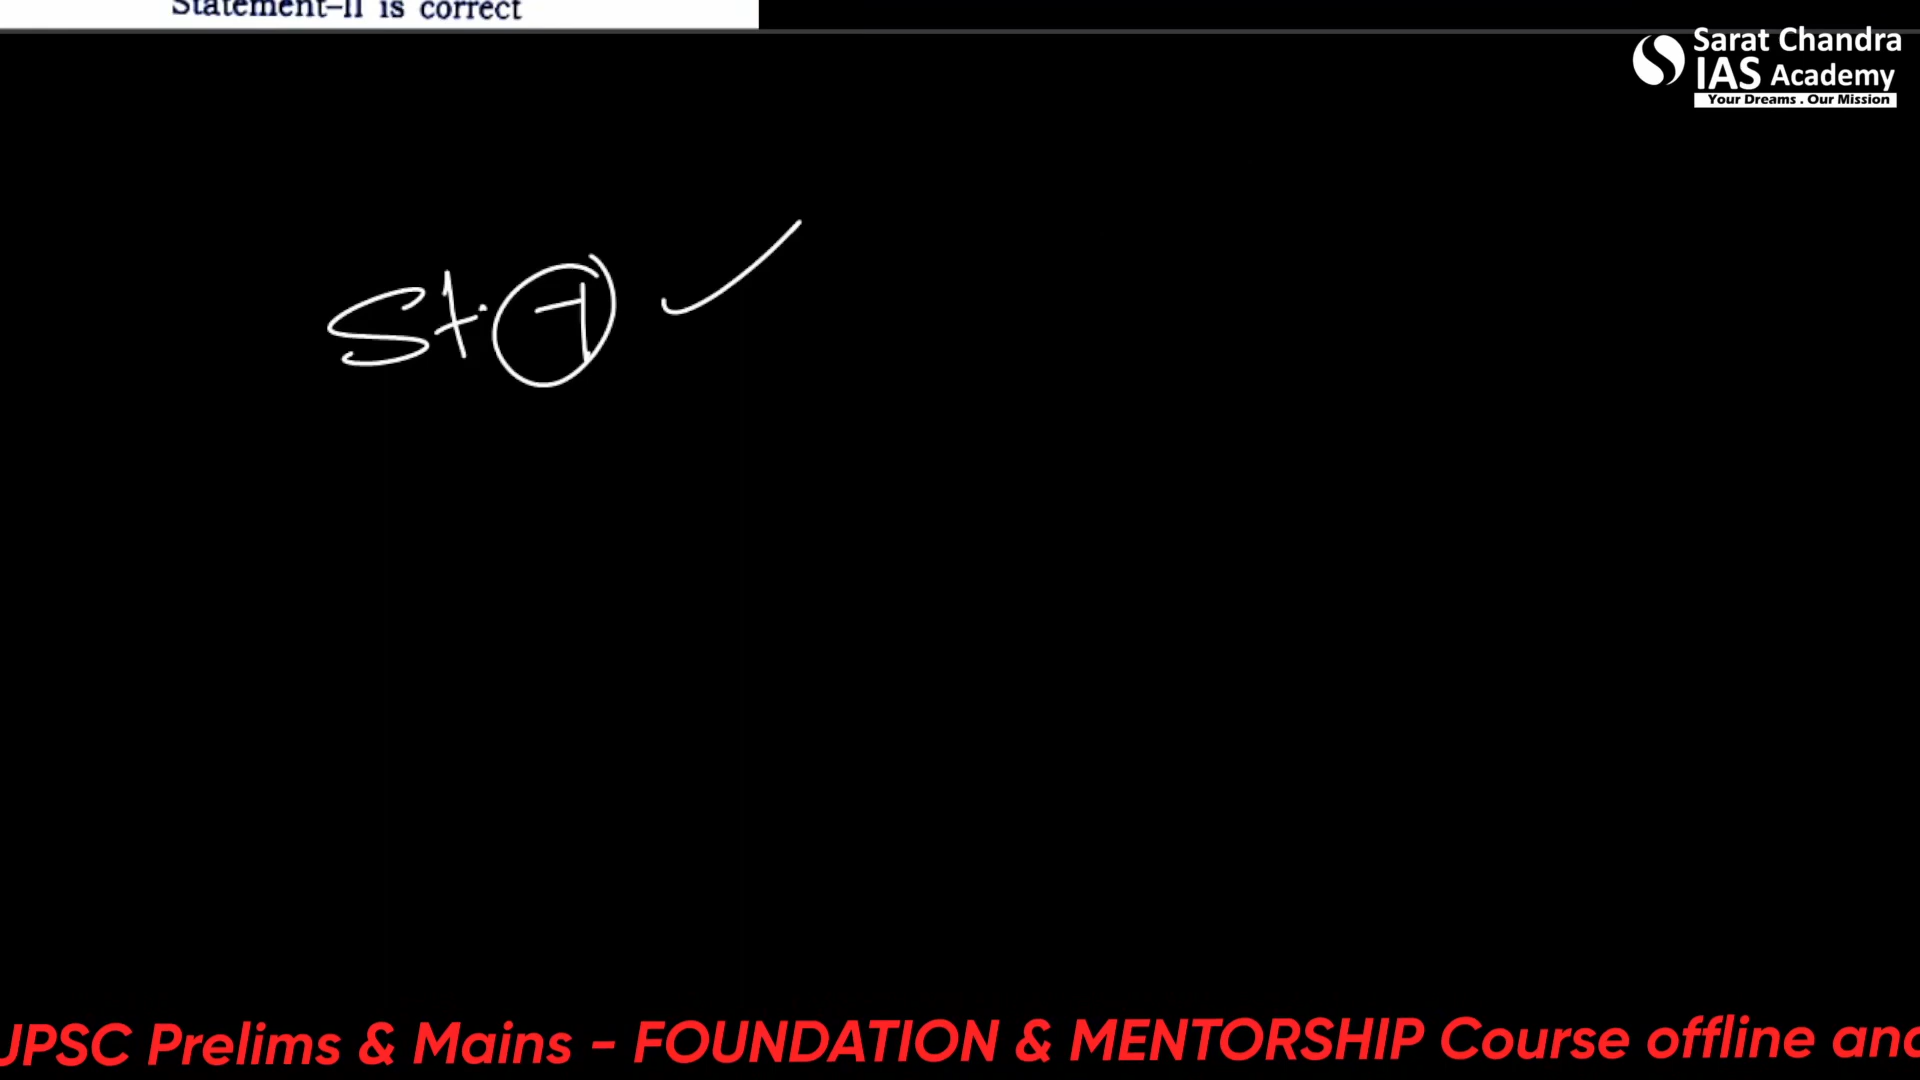 Statement-II is correct
Sarat Chandra
IAS Academy
Your Dreams . Our Mission
St.
UPSC Prelims & Mains - FOUNDATION & MENTORSHIP Course offline and